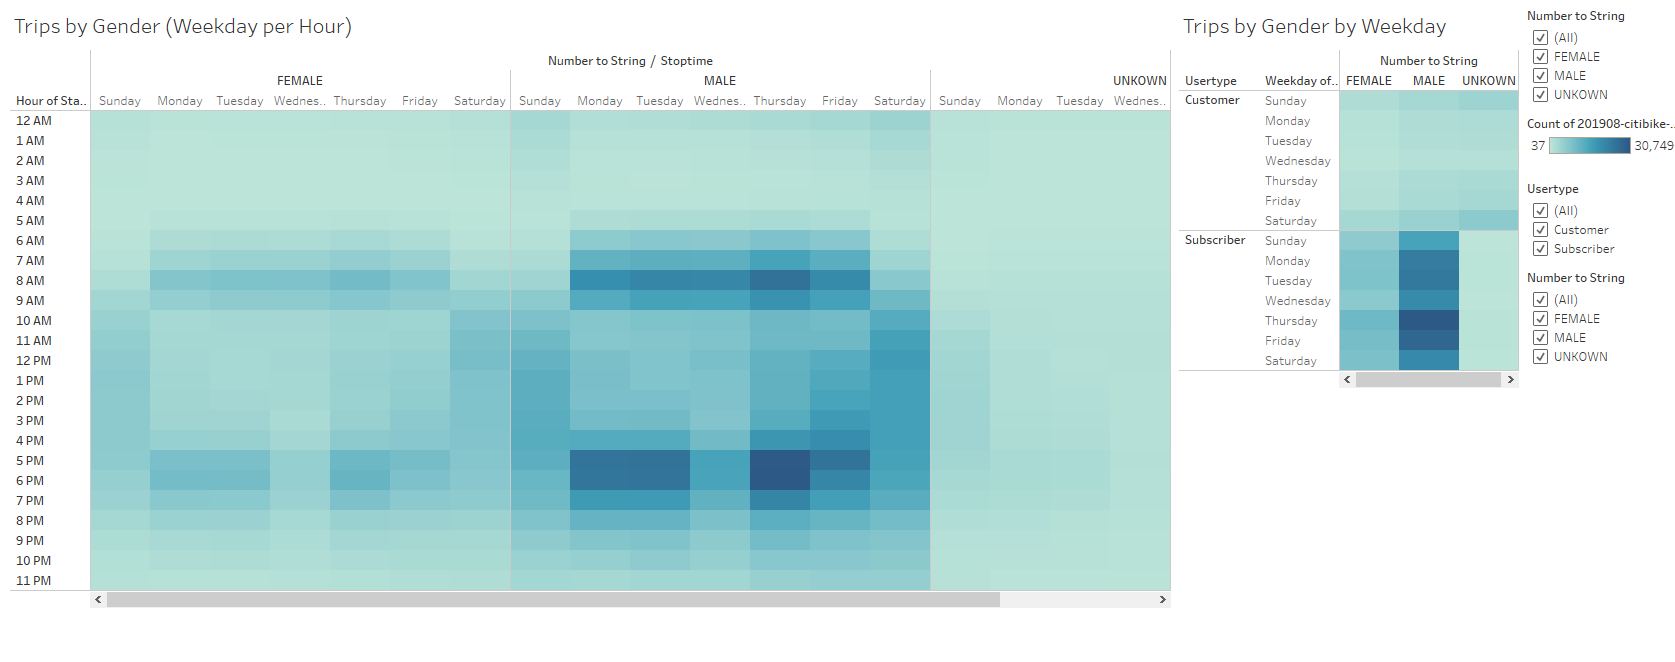 Trips by Gender (Weekday per Hour)
Number to String / Stoptime
FEMALE MALE UNKOWN
Hour of Sta.. Sunday Monday Tuesday Wednes.. Thursday Friday Saturday Sunday Monday Tuesday Wednes.. Thursday Friday Saturday Sunday Monday Tuesday Wednes..
12 AM
1 AM
2 AM
3 AM
4 AM
5 AM
6 AM
7 AM
8 AM
9 AM
10 AM
11 AM
12 PM
1 PM
2 PM
3 PM
4 PM
5 PM
6 PM
7 PM
8 PM
9 PM
10 PM
11 PM
Trips by Gender by Weekday
Number to String
Usertype Weekday of.. FEMALE MALE UNKOWN
Customer Sunday
Monday
Tuesday
Wednesday
Thursday
Friday
Saturday
Subscriber Sunday
Monday
Tuesday
Wednesday
Thursday
Friday
Saturday
Number to String
(All)
FEMALE
MALE
UNKOWN
Count of 201908-citibike-..
37 30,749
Usertype
(All)
Customer
Subscriber
Number to String
(All)
FEMALE
MALE
UNKOWN